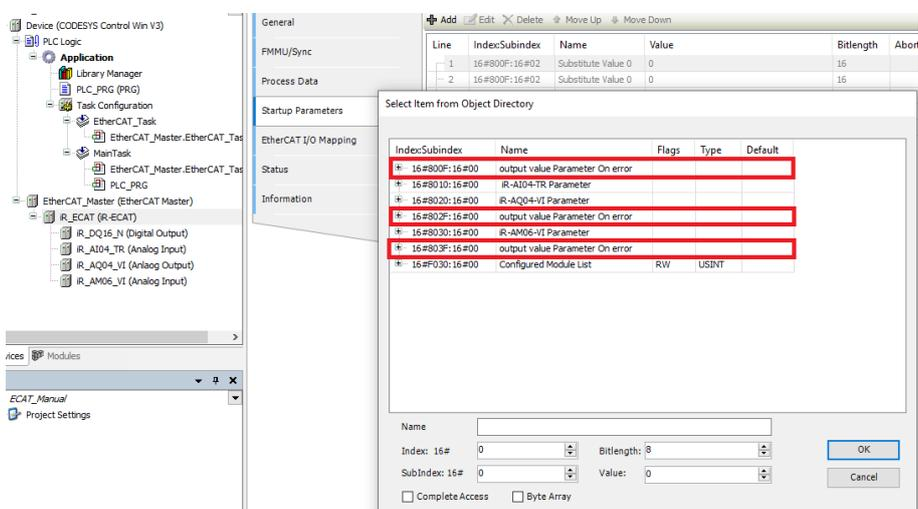 Device (CODESYS Control Win V3)
PLC Logic
Application
Library Manager
PLC_PRG (PRG)
Task Configuration
EtherCAT_Task
EtherCAT_Master.EtherCAT_Tas
MainTask
EtherCAT_Master.EtherCAT_Tas
PLC_PRG
EtherCAT_Master (EtherCAT Master)
iR_ECAT (iR-ECAT)
iR_DQ16_N (Digital Output)
iR_AI04_TR (Analog Input)
iR_AQ04_VI (Anlaog Output)
iR_AM06_VI (Analog Input)
vices Modules
ECAT_Manual
Project Settings
General
FMMU/Sync
Process Data
Startup Parameters
EtherCAT I/O Mapping
Status
Information
Add Edit Delete Move Up Move Down
Line Index:Subindex Name Value Bitlength Abort
1 16#800F:16#02 Substitute Value 0 0 16
2 16#800F:16#02 Substitute Value 0 0 16
Select Item from Object Directory
Index:Subindex Name Flags Type Default
16#800F:16#00 output value Parameter On error
16#8010:16#00 iR-AI04-TR Parameter
16#8020:16#00 iR-AQ04-VI Parameter
16#802F:16#00 output value Parameter On error
16#8030:16#00 iR-AM06-VI Parameter
16#803F:16#00 output value Parameter On error
16#F030:16#00 Configured Module List RW USINT
Name
Index: 16# 0 Bitlength: 8 OK
SubIndex: 16# 0 Value: 0 Cancel
Complete Access Byte Array